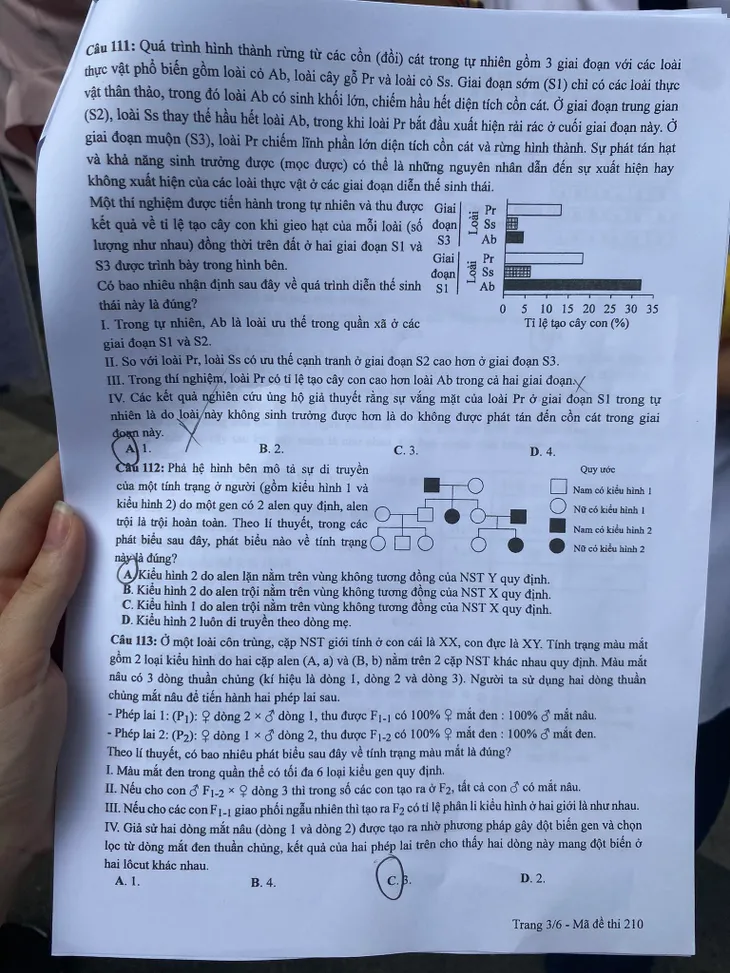 Câu 111: Quá trình hình thành rừng từ các cồn (đồi) cát trong tự nhiên gồm 3 giai đoạn với các loài
thực vật phổ biến gồm loài cỏ Ab, loài cây gỗ Pr và loài cỏ Ss. Giai đoạn sớm (S1) chỉ có các loài thực
vật thân thảo, trong đó loài Ab có sinh khối lớn, chiếm hầu hết diện tích cồn cát. Ở giai đoạn trung gian
(S2), loài Ss thay thế hầu hết loài Ab, trong khi loài Pr bắt đầu xuất hiện rải rác ở cuối giai đoạn này. Ở
giai đoạn muộn (S3), loài Pr chiếm lĩnh phần lớn diện tích cồn cát và rừng hình thành. Sự phát tán hạt
và khả năng sinh trưởng được (mọc được) có thể là những nguyên nhân dẫn đến sự xuất hiện hay
không xuất hiện của các loài thực vật ở các giai đoạn diễn thế sinh thái.
Một thí nghiệm được tiến hành trong tự nhiên và thu được
kết quả về tỉ lệ tạo cây con khi gieo hạt của mỗi loài (số
lượng như nhau) đồng thời trên đất ở hai giai đoạn S1 và
S3 được trình bày trong hình bên.
Có bao nhiêu nhận định sau đây về quá trình diễn thế sinh
thái này là đúng?
Giai đoạn S3
Loài
Pr
Ss
Ab
Giai đoạn S1
Loài
Pr
Ss
Ab
0 5 10 15 20 25 30 35
Tỉ lệ tạo cây con (%)
I. Trong tự nhiên, Ab là loài ưu thế trong quần xã ở các
giai đoạn S1 và S2.
II. So với loài Pr, loài Ss có ưu thế cạnh tranh ở giai đoạn S2 cao hơn ở giai đoạn S3.
III. Trong thí nghiệm, loài Pr có tỉ lệ tạo cây con cao hơn loài Ab trong cả hai giai đoạn.
IV. Các kết quả nghiên cứu ủng hộ giả thuyết rằng sự vắng mặt của loài Pr ở giai đoạn S1 trong tự
nhiên là do loài này không sinh trưởng được hơn là do không được phát tán đến cồn cát trong giai
đoạn này.
A. 1. B. 2. C. 3. D. 4.
Câu 112: Phả hệ hình bên mô tả sự di truyền
của một tính trạng ở người (gồm kiểu hình 1 và
kiểu hình 2) do một gen có 2 alen quy định, alen
trội là trội hoàn toàn. Theo lí thuyết, trong các
phát biểu sau đây, phát biểu nào về tính trạng
này là đúng?
Quy ước
Nam có kiểu hình 1
Nữ có kiểu hình 1
Nam có kiểu hình 2
Nữ có kiểu hình 2
A. Kiểu hình 2 do alen lặn nằm trên vùng không tương đồng của NST Y quy định.
B. Kiểu hình 2 do alen trội nằm trên vùng không tương đồng của NST X quy định.
C. Kiểu hình 1 do alen trội nằm trên vùng không tương đồng của NST X quy định.
D. Kiểu hình 2 luôn di truyền theo dòng mẹ.
Câu 113: Ở một loài côn trùng, cặp NST giới tính ở con cái là XX, con đực là XY. Tính trạng màu mắt
gồm 2 loại kiểu hình do hai cặp alen (A, a) và (B, b) nằm trên 2 cặp NST khác nhau quy định. Màu mắt
nâu có 3 dòng thuần chủng (kí hiệu là dòng 1, dòng 2 và dòng 3). Người ta sử dụng hai dòng thuần
chủng mắt nâu để tiến hành hai phép lai sau.
- Phép lai 1: (P1): ♀ dòng 2 × ♂ dòng 1, thu được F1-1 có 100% ♀ mắt đen : 100% ♂ mắt nâu.
- Phép lai 2: (P2): ♀ dòng 1 × ♂ dòng 2, thu được F1-2 có 100% ♀ mắt đen : 100% ♂ mắt đen.
Theo lí thuyết, có bao nhiêu phát biểu sau đây về tính trạng màu mắt là đúng?
I. Màu mắt đen trong quần thể có tối đa 6 loại kiểu gen quy định.
II. Nếu cho con ♂ F1-2 × ♀ dòng 3 thì trong số các con tạo ra ở F2, tất cả con ♂ có mắt nâu.
III. Nếu cho các con F1-1 giao phối ngẫu nhiên thì tạo ra F2 có tỉ lệ phân li kiểu hình ở hai giới là như nhau.
IV. Giả sử hai dòng mắt nâu (dòng 1 và dòng 2) được tạo ra nhờ phương pháp gây đột biến gen và chọn
lọc từ dòng mắt đen thuần chủng, kết quả của hai phép lai trên cho thấy hai dòng này mang đột biến ở
hai lôcut khác nhau.
A. 1. B. 4. C. 3. D. 2.
Trang 3/6 - Mã đề thi 210